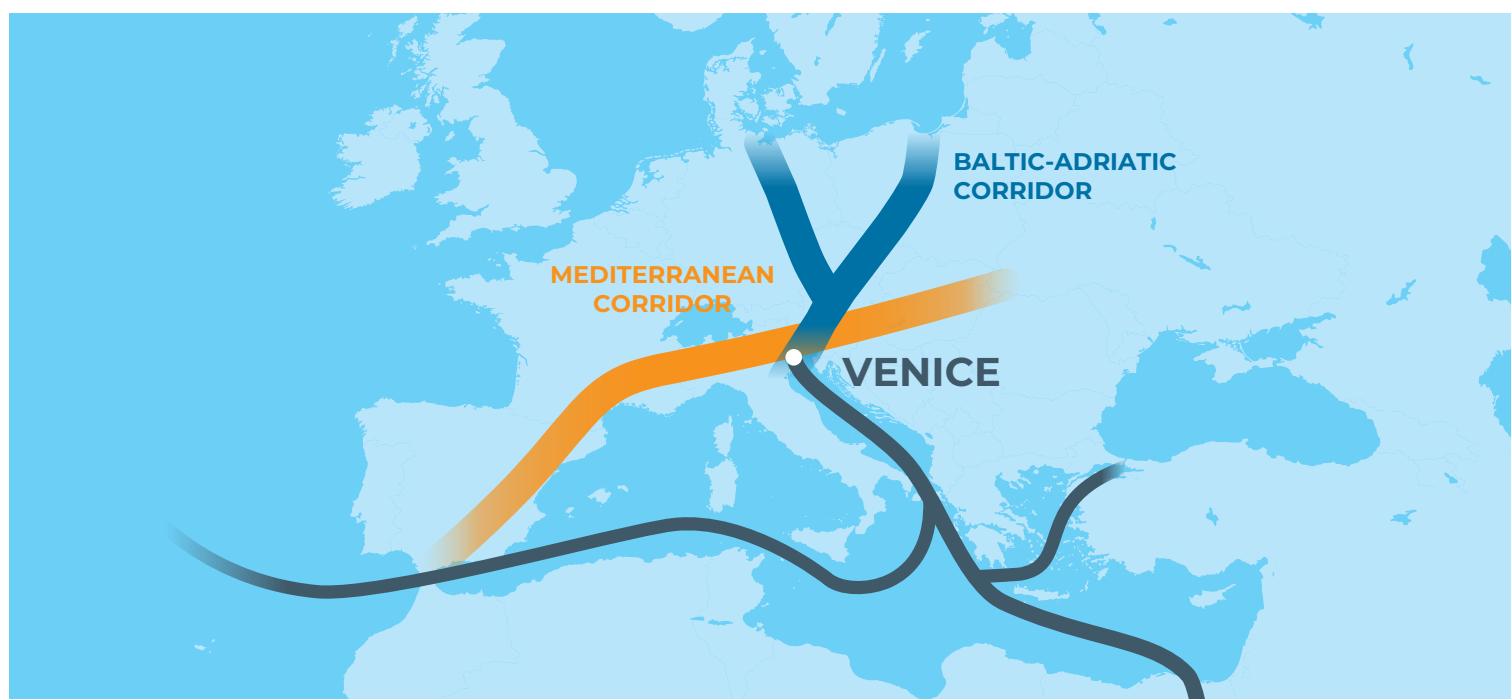 BALTIC-ADRIATIC
CORRIDOR
MEDITERRANEAN
CORRIDOR
VENICE